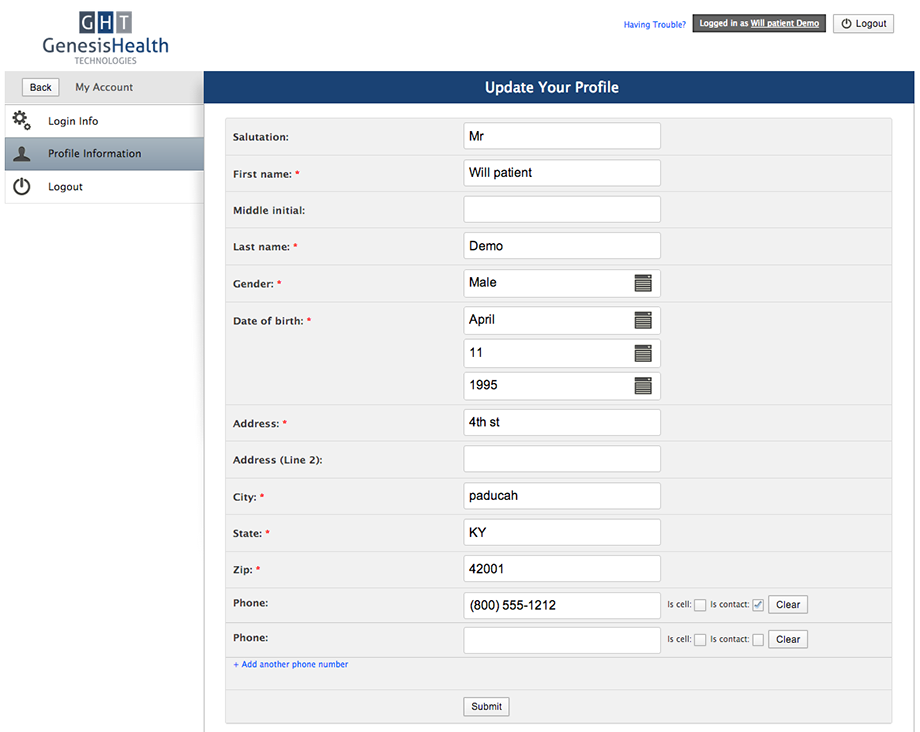 GHT
GenesisHealth
TECHNOLOGIES
Having Trouble? Logged in as Will patient Demo Logout
Back My Account
Login Info
Profile Information
Logout
Update Your Profile
Salutation: Mr
First name: * Will patient
Middle initial:
Last name: * Demo
Gender: * Male
Date of birth: * April
11
1995
Address: * 4th st
Address (Line 2):
City: * paducah
State: * KY
Zip: * 42001
Phone: (800) 555-1212 Is cell: Is contact: Clear
Phone: Is cell: Is contact: Clear
+ Add another phone number
Submit